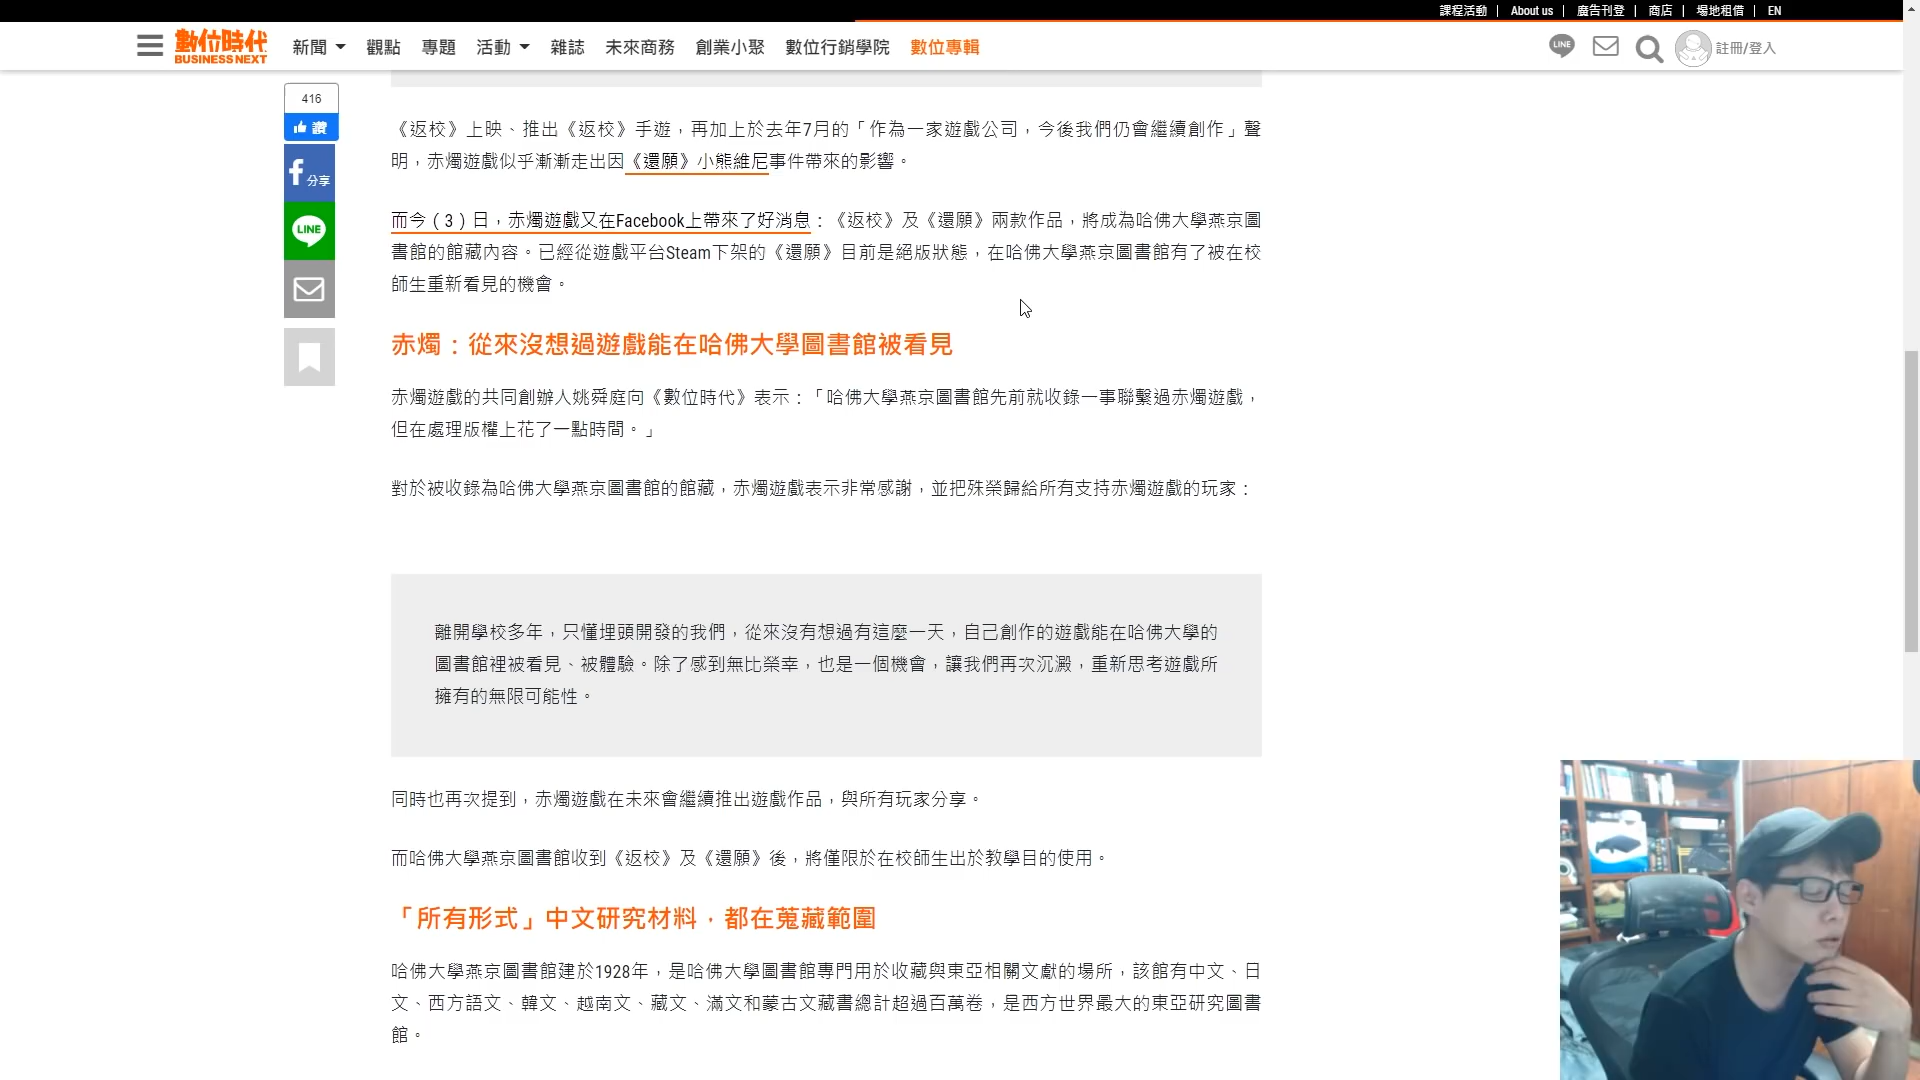 課程活動 | About us | 廣告刊登 | 商店 | 場地租借 | EN
數位時代
BUSINESS NEXT
新聞 觀點 專題 活動 雜誌 未來商務 創業小聚 數位行銷學院 數位專輯
LINE
註冊/登入
416
讚
分享
LINE
《返校》上映、推出《返校》手遊，再加上於去年7月的「作為一家遊戲公司，今後我們仍會繼續創作」聲
明，赤燭遊戲似乎漸漸走出因《還願》小熊維尼事件帶來的影響。
而今（3）日，赤燭遊戲又在Facebook上帶來了好消息：《返校》及《還願》兩款作品，將成為哈佛大學燕京圖
書館的館藏內容。已經從遊戲平台Steam下架的《還願》目前是絕版狀態，在哈佛大學燕京圖書館有了被在校
師生重新看見的機會。
赤燭：從來沒想過遊戲能在哈佛大學圖書館被看見
赤燭遊戲的共同創辦人姚舜庭向《數位時代》表示：「哈佛大學燕京圖書館先前就收錄一事聯繫過赤燭遊戲，
但在處理版權上花了一點時間。」
對於被收錄為哈佛大學燕京圖書館的館藏，赤燭遊戲表示非常感謝，並把殊榮歸給所有支持赤燭遊戲的玩家：
離開學校多年，只懂埋頭開發的我們，從來沒有想過有這麼一天，自己創作的遊戲能在哈佛大學的
圖書館裡被看見、被體驗。除了感到無比榮幸，也是一個機會，讓我們再次沉澱，重新思考遊戲所
擁有的無限可能性。
同時也再次提到，赤燭遊戲在未來會繼續推出遊戲作品，與所有玩家分享。
而哈佛大學燕京圖書館收到《返校》及《還願》後，將僅限於在校師生出於教學目的使用。
「所有形式」中文研究材料，都在蒐藏範圍
哈佛大學燕京圖書館建於1928年，是哈佛大學圖書館專門用於收藏與東亞相關文獻的場所，該館有中文、日
文、西方語文、韓文、越南文、藏文、滿文和蒙古文藏書總計超過百萬卷，是西方世界最大的東亞研究圖書
館。